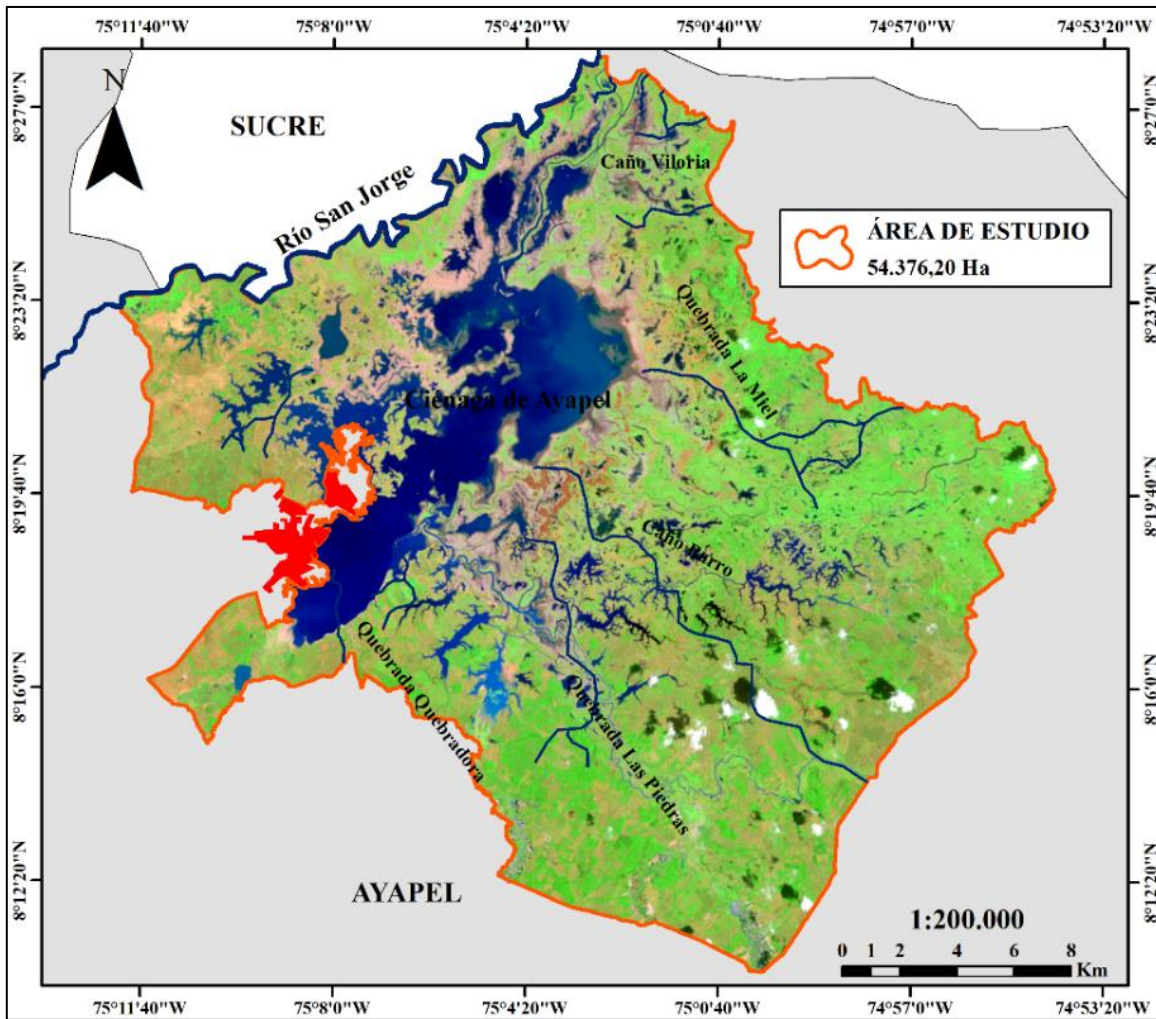 75°11'40"W 75°8'0"W 75°4'20"W 75°0'40"W 74°57'0"W 74°53'20"W
N
8°27'0"N
8°27'0"N
SUCRE
Caño Viloria
Río San Jorge
ÁREA DE ESTUDIO
54.376,20 Ha
8°23'20"N
8°23'20"N
Quebrada La Miel
Ciénaga de Ayapel
8°19'40"N
8°19'40"N
Caño Barro
Quebrada Quebradora
Quebrada Las Piedras
8°16'0"N
8°16'0"N
8°12'20"N
8°12'20"N
AYAPEL
1:200.000
0 1 2 4 6 8
Km
75°11'40"W 75°8'0"W 75°4'20"W 75°0'40"W 74°57'0"W 74°53'20"W